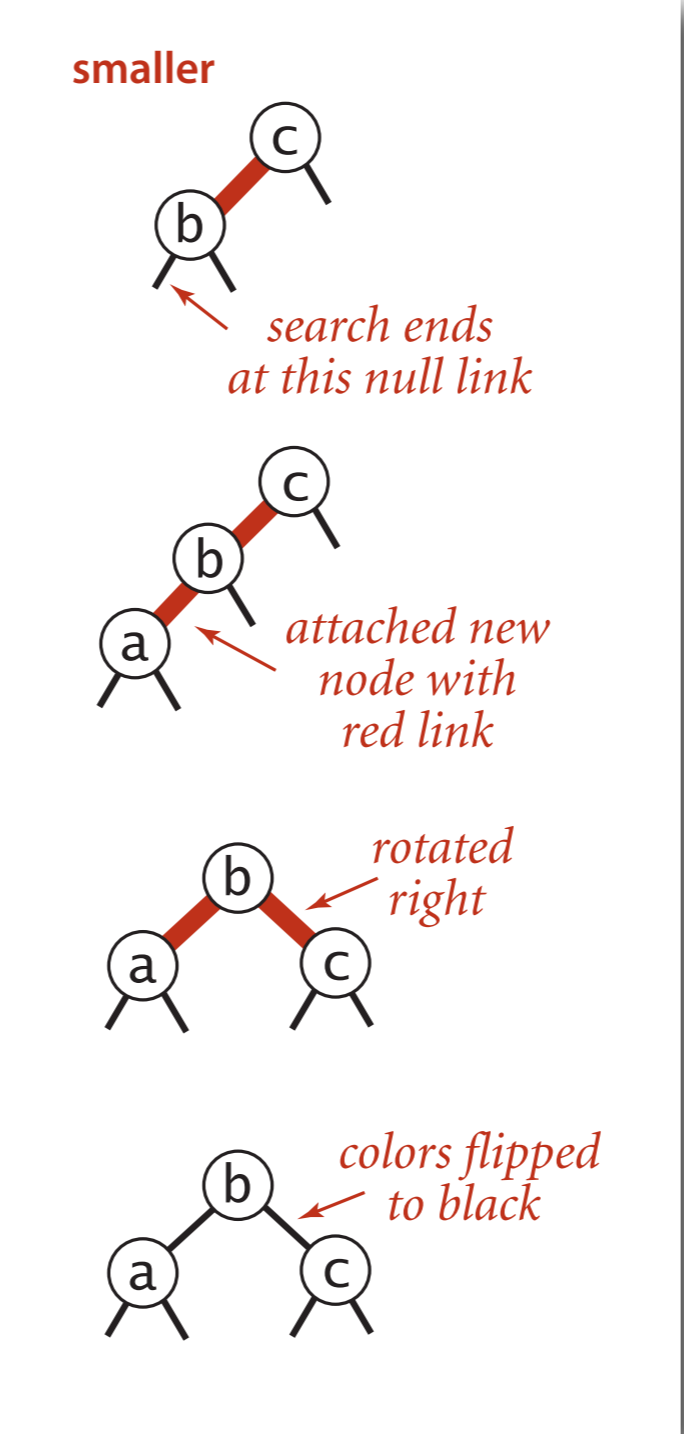 smaller
c
b
search ends
at this null link
c
b
a
attached new
node with
red link
b
rotated
right
a
c
b
colors flipped
to black
a
c